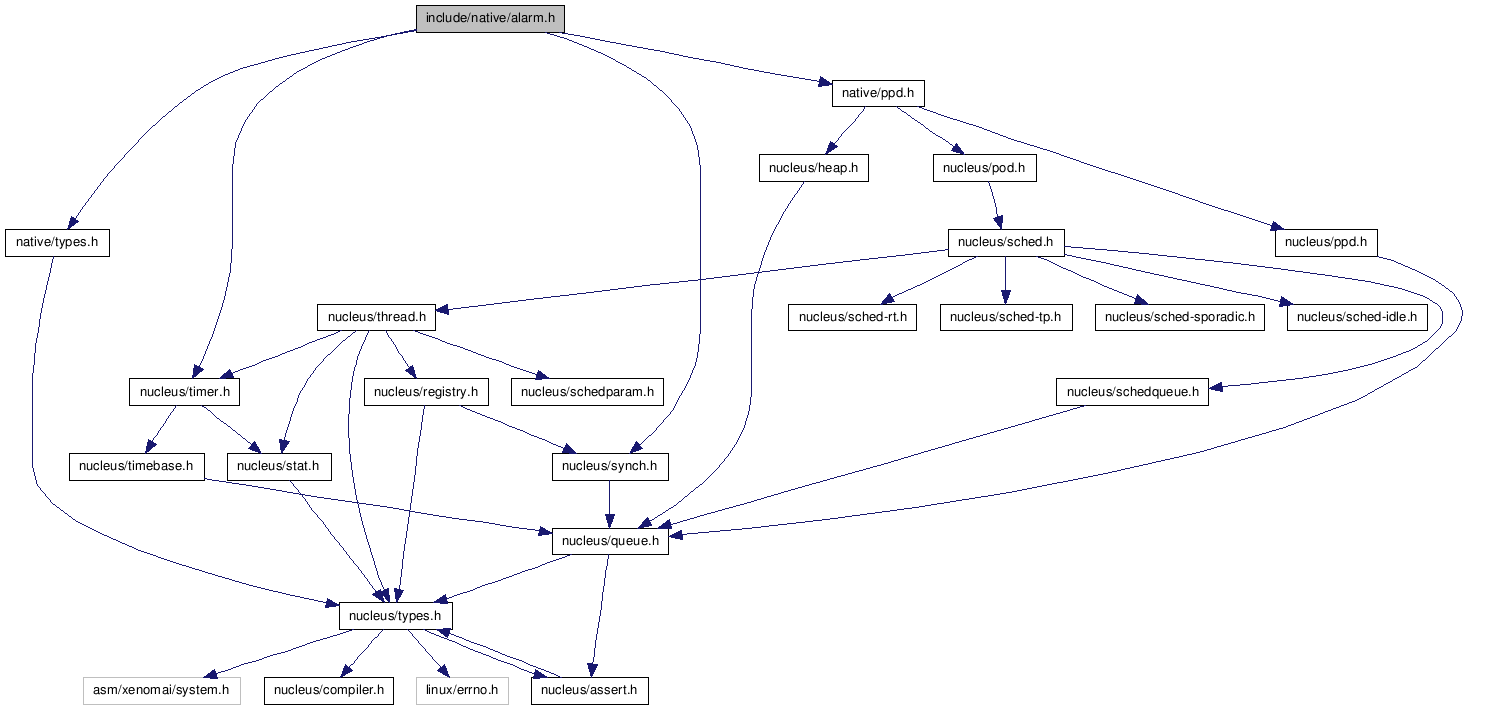 include/native/alarm.h
native/ppd.h
nucleus/heap.h
nucleus/pod.h
native/types.h
nucleus/sched.h
nucleus/ppd.h
nucleus/thread.h
nucleus/sched-rt.h
nucleus/sched-tp.h
nucleus/sched-sporadic.h
nucleus/sched-idle.h
nucleus/timer.h
nucleus/registry.h
nucleus/schedparam.h
nucleus/schedqueue.h
nucleus/timebase.h
nucleus/stat.h
nucleus/synch.h
nucleus/queue.h
nucleus/types.h
asm/xenomai/system.h
nucleus/compiler.h
linux/errno.h
nucleus/assert.h